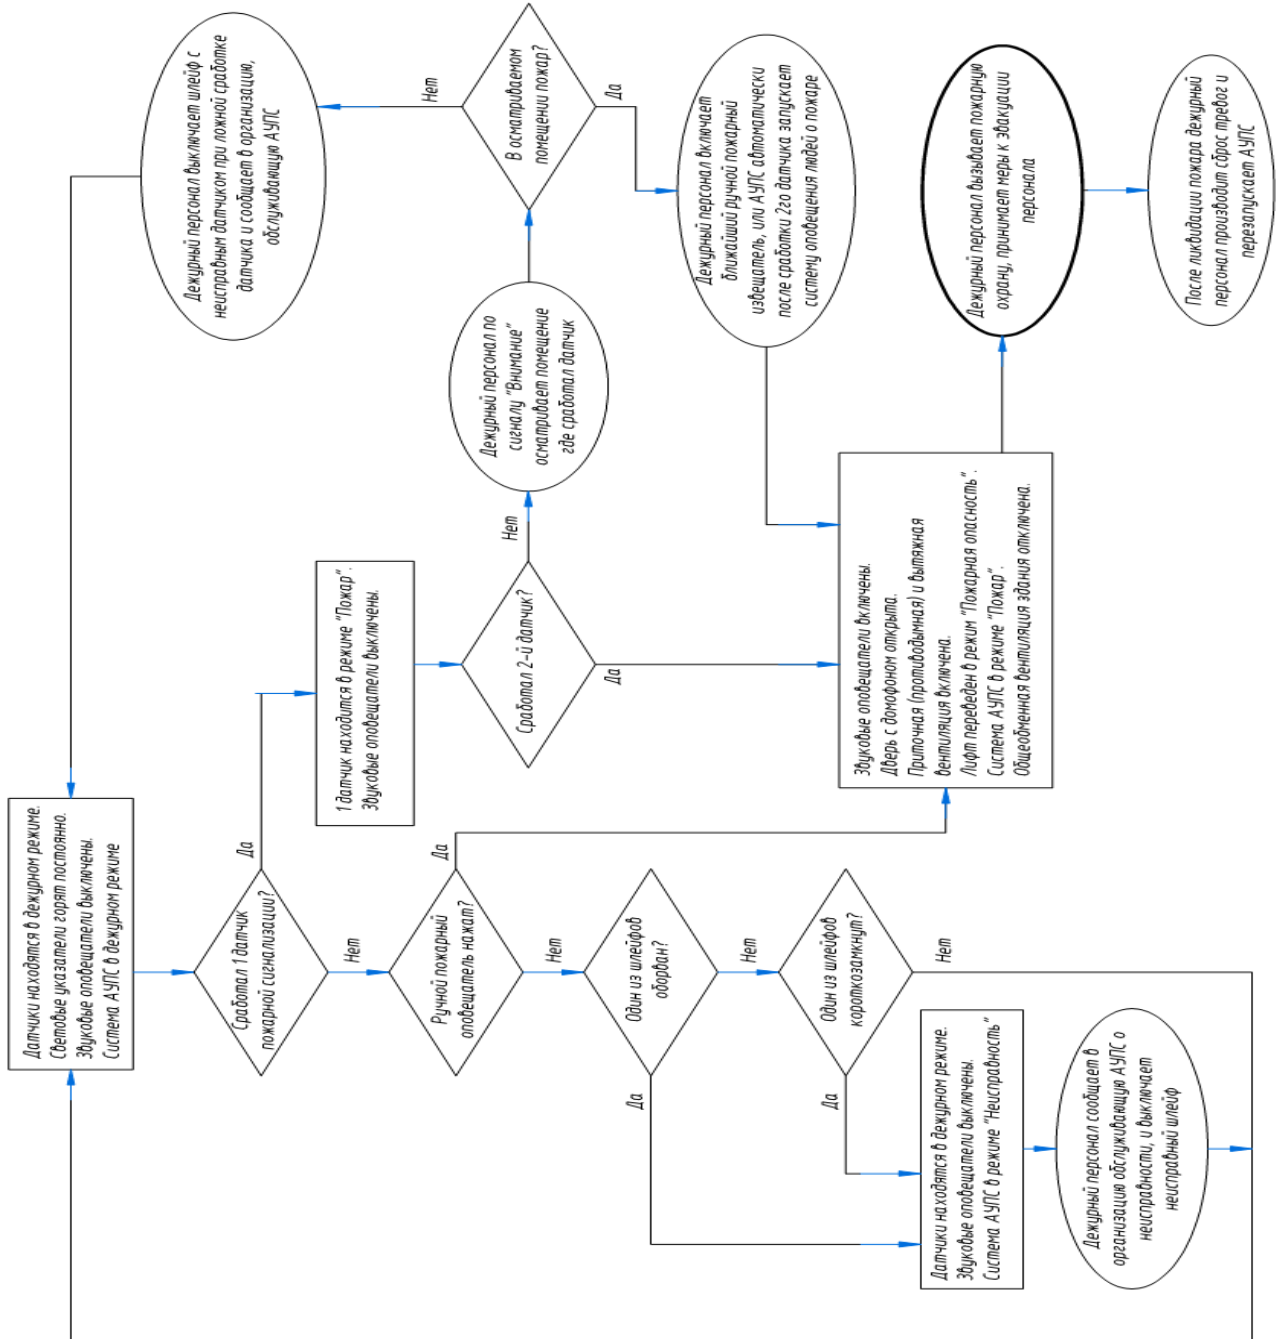 Датчики находятся в дежурном режиме.
Световые указатели горят постоянно.
Звуковые оповещатели выключены.
Система АУПС в дежурном режиме
Сработал 1 датчик
пожарной сигнализации?
Да
Нет
1 датчик находится в режиме "Пожар".
Звуковые оповещатели выключены.
Сработал 2-й датчик?
Нет
Да
Дежурный персонал по
сигналу "Внимание"
осматривает помещение
где сработал датчик
В осматриваемом
помещении пожар?
Нет
Да
Дежурный персонал выключает шлейф с
неисправным датчиком при ложной сработке
датчика и сообщает в организацию,
обслуживающую АУПС
Дежурный персонал включает
ближайший ручной пожарный
извещатель, или АУПС автоматически
после сработки 2го датчика запускает
систему оповещения людей о пожаре
Ручной пожарный
оповещатель нажат?
Да
Нет
Звуковые оповещатели включены.
Дверь с домофоном открыта.
Приточная (противодымная) и вытяжная
вентиляция включена.
Лифт переведен в режим "Пожарная опасность".
Система АУПС в режиме "Пожар".
Общеобменная вентиляция здания отключена.
Дежурный персонал вызывает пожарную
охрану, принимает меры к эвакуации
персонала
После ликвидации пожара дежурный
персонал производит сброс тревог и
перезапускает АУПС
Один из шлейфов
оборван?
Да
Нет
Один из шлейфов
короткозамкнут?
Да
Нет
Датчики находятся в дежурном режиме.
Звуковые оповещатели выключены.
Система АУПС в режиме "Неисправность"
Дежурный персонал сообщает в
организацию обслуживающую АУПС о
неисправности, и выключает
неисправный шлейф